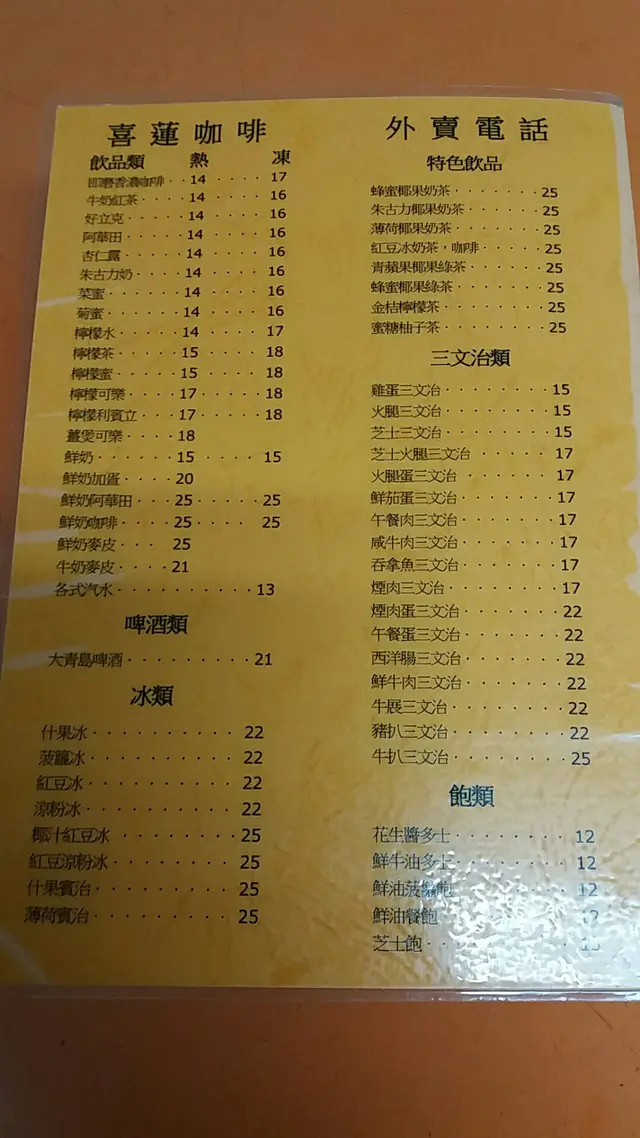 喜蓮咖啡
飲品類 熱 凍
即磨香濃咖啡 14 17
牛奶紅茶 14 16
好立克 14 16
阿華田 14 16
杏仁露 14 16
朱古力奶 14 16
菜蜜 14 16
菊蜜 14 16
檸檬水 14 17
檸檬茶 15 18
檸檬蜜 15 18
檸檬可樂 17 18
檸檬利賓立 17 18
薑煲可樂 18
鮮奶 15 15
鮮奶加蛋 20
鮮奶阿華田 25 25
鮮奶咖啡 25 25
鮮奶麥皮 25
牛奶麥皮 21
各式汽水 13
啤酒類
大青島啤酒 21
冰類
什果冰 22
菠蘿冰 22
紅豆冰 22
涼粉冰 22
椰汁紅豆冰 25
紅豆涼粉冰 25
什果賓治 25
薄荷賓治 25
外賣電話
特色飲品
蜂蜜椰果奶茶 25
朱古力椰果奶茶 25
薄荷椰果奶茶 25
紅豆冰奶茶，咖啡 25
青蘋果椰果綠茶 25
蜂蜜椰果綠茶 25
金桔檸檬茶 25
蜜糖柚子茶 25
三文治類
雞蛋三文治 15
火腿三文治 15
芝士三文治 15
芝士火腿三文治 17
火腿蛋三文治 17
鮮茄蛋三文治 17
午餐肉三文治 17
咸牛肉三文治 17
吞拿魚三文治 17
煙肉三文治 17
煙肉蛋三文治 22
午餐蛋三文治 22
西洋腸三文治 22
鮮牛肉三文治 22
牛展三文治 22
豬扒三文治 22
牛扒三文治 25
飽類
花生醬多士 12
鮮牛油多士 12
鮮油菠蘿飽 12
鮮油餐飽 12
芝士飽